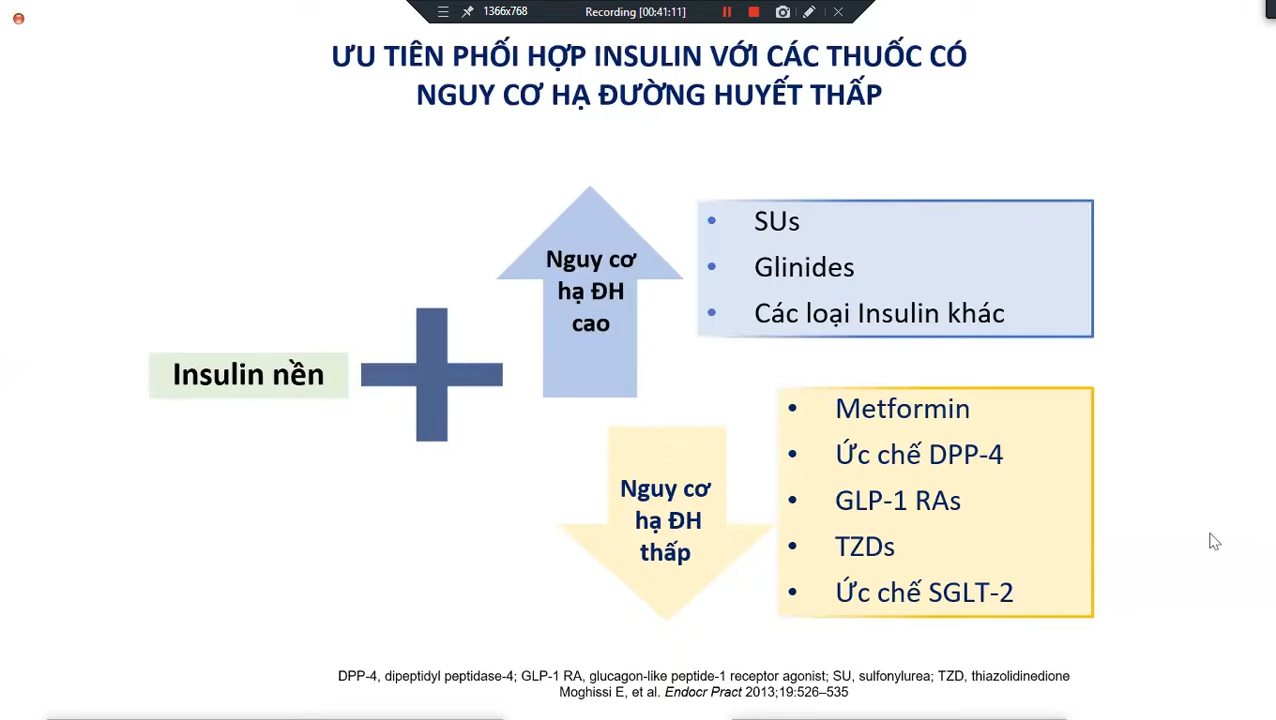 1366x768
Recording [00:41:11]
ƯU TIÊN PHỐI HỢP INSULIN VỚI CÁC THUỐC CÓ
NGUY CƠ HẠ ĐƯỜNG HUYẾT THẤP
Nguy cơ
hạ ĐH
cao
• SUs
• Glinides
• Các loại Insulin khác
Insulin nền
Nguy cơ
hạ ĐH
thấp
• Metformin
• Ức chế DPP-4
• GLP-1 RAs
• TZDs
• Ức chế SGLT-2
DPP-4, dipeptidyl peptidase-4; GLP-1 RA, glucagon-like peptide-1 receptor agonist; SU, sulfonylurea; TZD, thiazolidinedione
Moghissi E, et al. Endocr Pract 2013;19:526–535